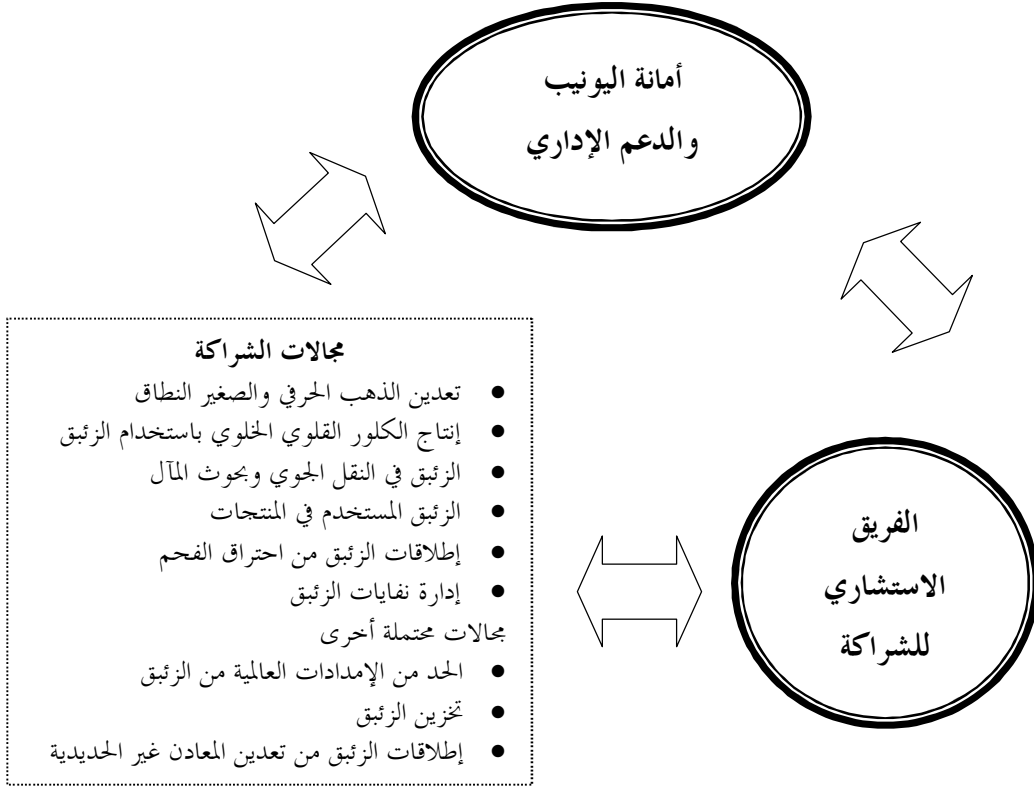 أمانة اليونيب
والدعم الإداري
مجالات الشراكة
● تعدين الذهب الحرفي والصغير النطاق
● إنتاج الكلور القلوي الخلوي باستخدام الزئبق
● الزئبق في النقل الجوي وبحوث المآل
● الزئبق المستخدم في المنتجات
● إطلاقات الزئبق من احتراق الفحم
● إدارة نفايات الزئبق
مجالات محتملة أخرى
● الحد من الإمدادات العالمية من الزئبق
● تخزين الزئبق
● إطلاقات الزئبق من تعدين المعادن غير الحديدية
الفريق
الاستشاري
للشراكة